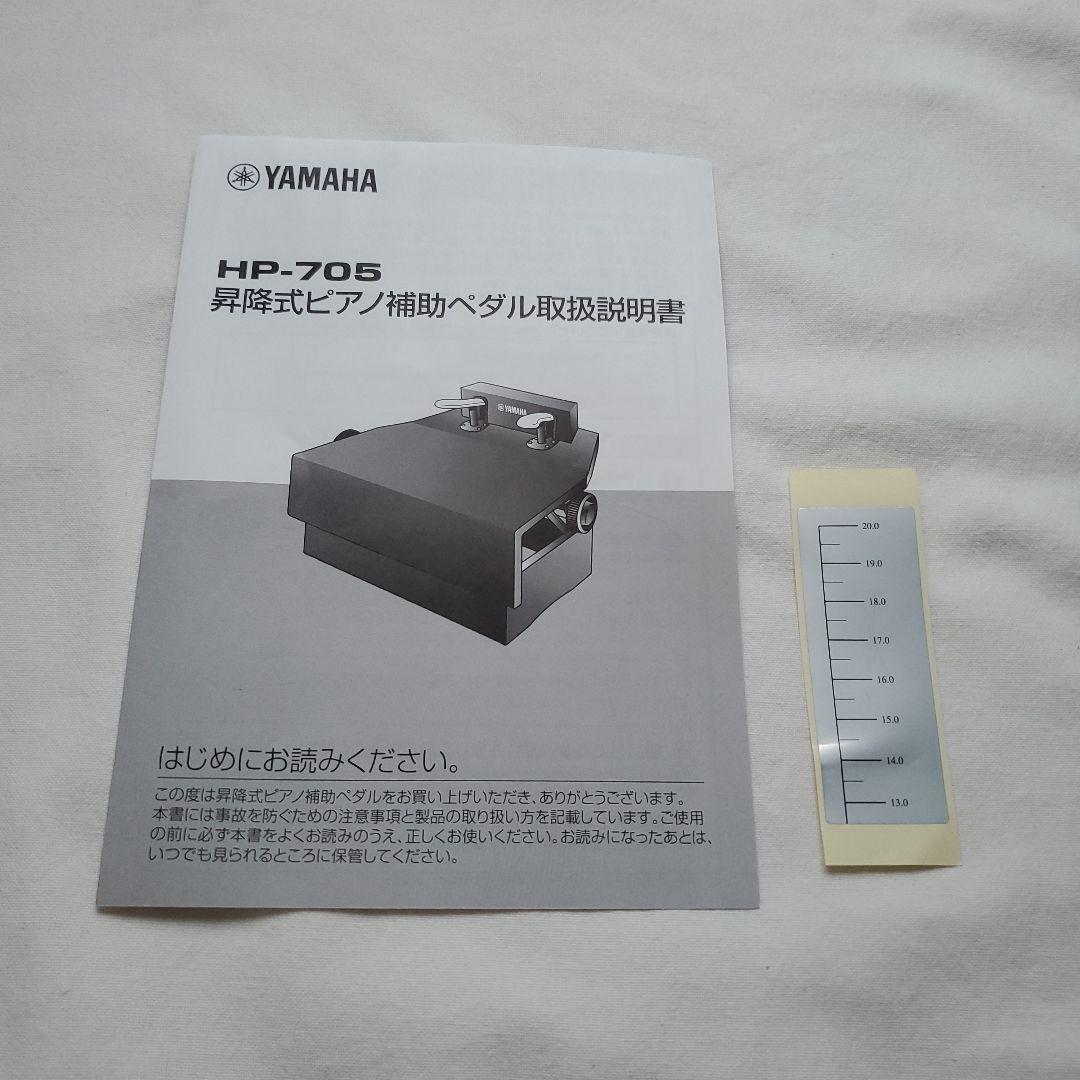 YAMAHA
HP-705
昇降式ピアノ補助ペダル取扱説明書
YAMAHA
はじめにお読みください。
この度は昇降式ピアノ補助ペダルをお買い上げいただき、ありがとうございます。
本書には事故を防ぐための注意事項と製品の取り扱い方を記載しています。ご使用
の前に必ず本書をよくお読みのうえ、正しくお使いください。お読みになったあとは、
いつでも見られるところに保管してください。
20.0
19.0
18.0
17.0
16.0
15.0
14.0
13.0